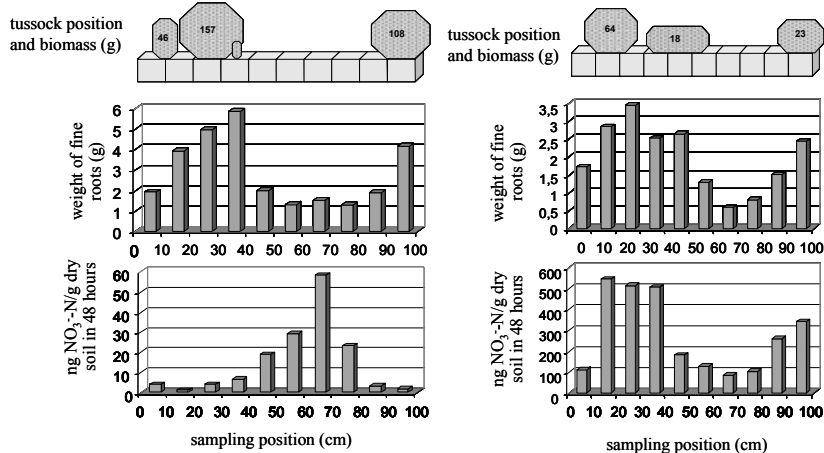 tussock position
and biomass (g)
46
157
108
weight of fine
roots (g)
6
5
4
3
2
1
0
0 10 20 30 40 50 60 70 80 90 100
ng NO₃⁻-N/g dry
soil in 48 hours
60
50
40
30
20
10
0
0 10 20 30 40 50 60 70 80 90 100
sampling position (cm)
tussock position
and biomass (g)
64
18
23
weight of fine
roots (g)
3,5
3
2,5
2
1,5
1
0,5
0
0 10 20 30 40 50 60 70 80 90 100
ng NO₃⁻-N/g dry
soil in 48 hours
600
500
400
300
200
100
0
0 10 20 30 40 50 60 70 80 90 100
sampling position (cm)